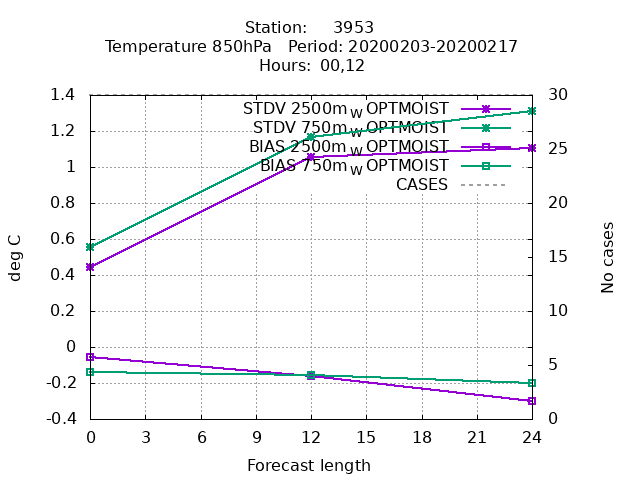 Station: 3953
Temperature 850hPa Period: 20200203-20200217
Hours: 00,12
STDV 2500m_W OPTMOIST
STDV 750m_W OPTMOIST
BIAS 2500m_W OPTMOIST
BIAS 750m_W OPTMOIST
CASES
1.4
1.2
1
0.8
0.6
0.4
0.2
0
-0.2
-0.4
deg C
30
25
20
15
10
5
0
No cases
0 3 6 9 12 15 18 21 24
Forecast length